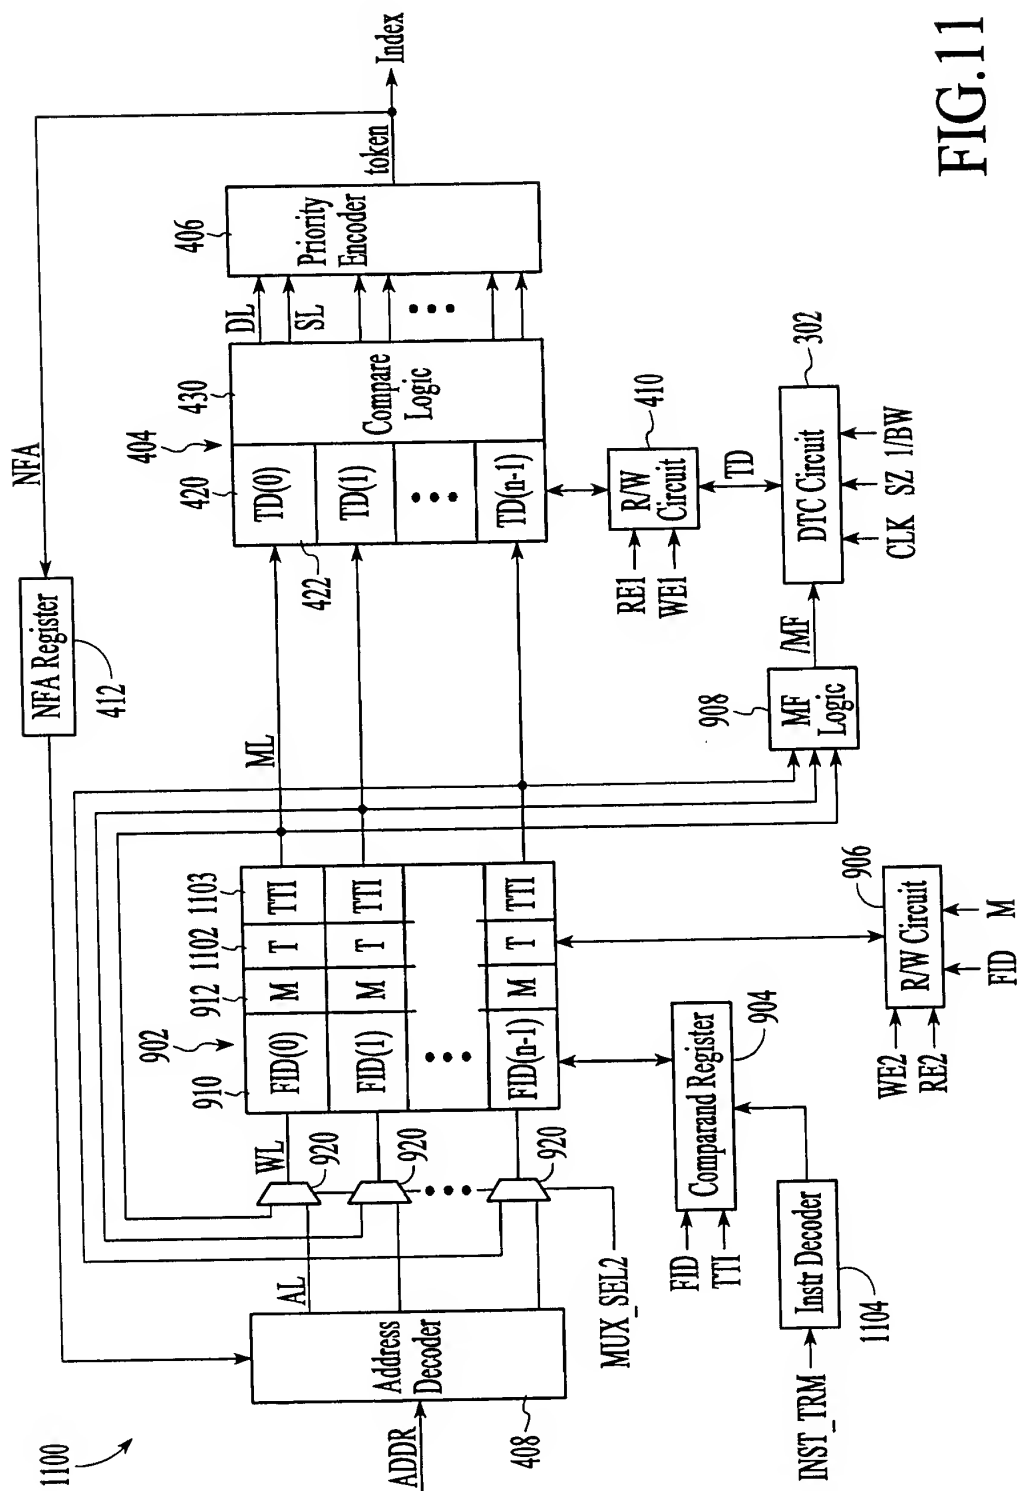 1100
NFA
NFA Register
412
ADDR
Address
Decoder
408
AL
WL
920
920
920
MUX_SEL2
902
910
912
1102
1103
FID(0)
M
T
TTI
FID(1)
M
T
TTI
FID(n-1)
M
T
TTI
ML
404
420
430
TD(0)
TD(1)
TD(n-1)
422
Compare
Logic
DL
SL
406
Priority
Encoder
token
Index
FID
TTI
Comparand Register
904
INST_TRM
Instr Decoder
1104
WE2
RE2
R/W Circuit
906
FID
M
908
MF
Logic
/MF
RE1
WE1
R/W
Circuit
410
TD
DTC Circuit
302
CLK
SZ
1/BW
FIG.11